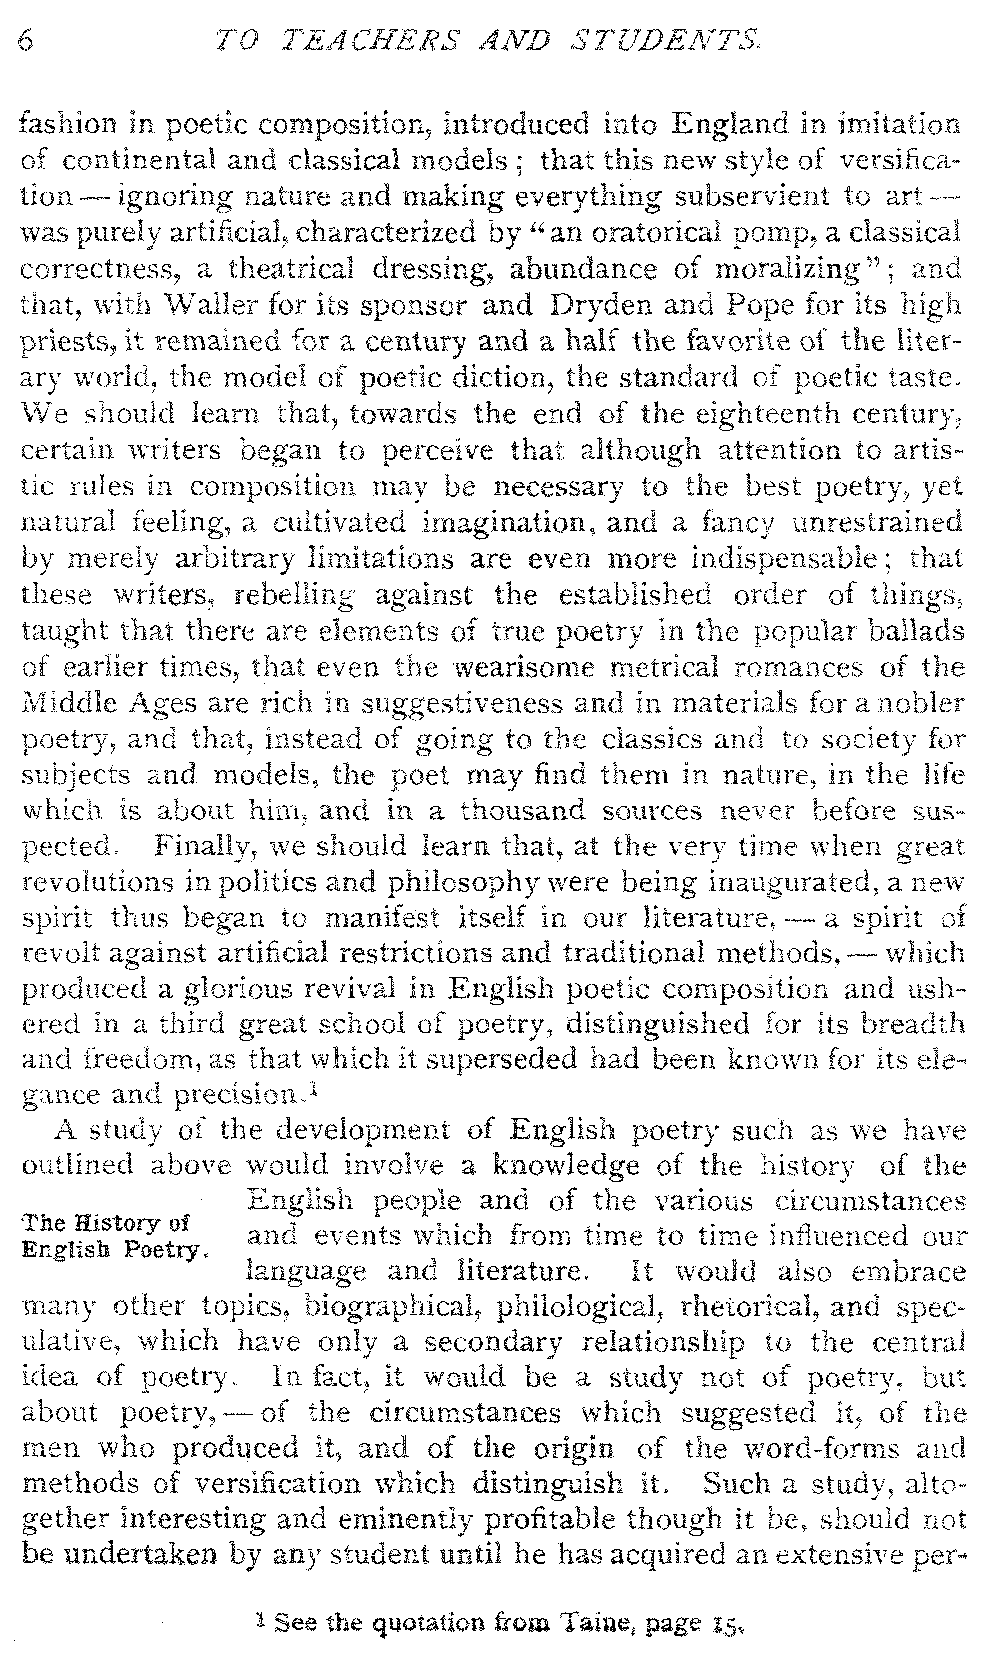 6 TO TEACHERS AND STUDENTS.
fashion in poetic composition, introduced into England in imitation
of continental and classical models; that this new style of versifica-
tion — ignoring nature and making everything subservient to art —
was purely artificial, characterized by "an oratorical pomp, a classical
correctness, a theatrical dressing, abundance of moralizing"; and
that, with Waller for its sponsor and Dryden and Pope for its high
priests, it remained for a century and a half the favorite of the liter-
ary world, the model of poetic diction, the standard of poetic taste.
We should learn that, towards the end of the eighteenth century,
certain writers began to perceive that although attention to artis-
tic rules in composition may be necessary to the best poetry, yet
natural feeling, a cultivated imagination, and a fancy unrestrained
by merely arbitrary limitations are even more indispensable; that
these writers, rebelling against the established order of things,
taught that there are elements of true poetry in the popular ballads
of earlier times, that even the wearisome metrical romances of the
Middle Ages are rich in suggestiveness and in materials for a nobler
poetry, and that, instead of going to the classics and to society for
subjects and models, the poet may find them in nature, in the life
which is about him, and in a thousand sources never before sus-
pected. Finally, we should learn that, at the very time when great
revolutions in politics and philosophy were being inaugurated, a new
spirit thus began to manifest itself in our literature, — a spirit of
revolt against artificial restrictions and traditional methods, — which
produced a glorious revival in English poetic composition and ush-
ered in a third great school of poetry, distinguished for its breadth
and freedom, as that which it superseded had been known for its ele-
gance and precision.¹
A study of the development of English poetry such as we have
outlined above would involve a knowledge of the history of the
The History of
English Poetry.
English people and of the various circumstances
and events which from time to time influenced our
language and literature. It would also embrace
many other topics, biographical, philological, rhetorical, and spec-
ulative, which have only a secondary relationship to the central
idea of poetry. In fact, it would be a study not of poetry, but
about poetry, — of the circumstances which suggested it, of the
men who produced it, and of the origin of the word-forms and
methods of versification which distinguish it. Such a study, alto-
gether interesting and eminently profitable though it be, should not
be undertaken by any student until he has acquired an extensive per-
¹ See the quotation from Taine, page 15.